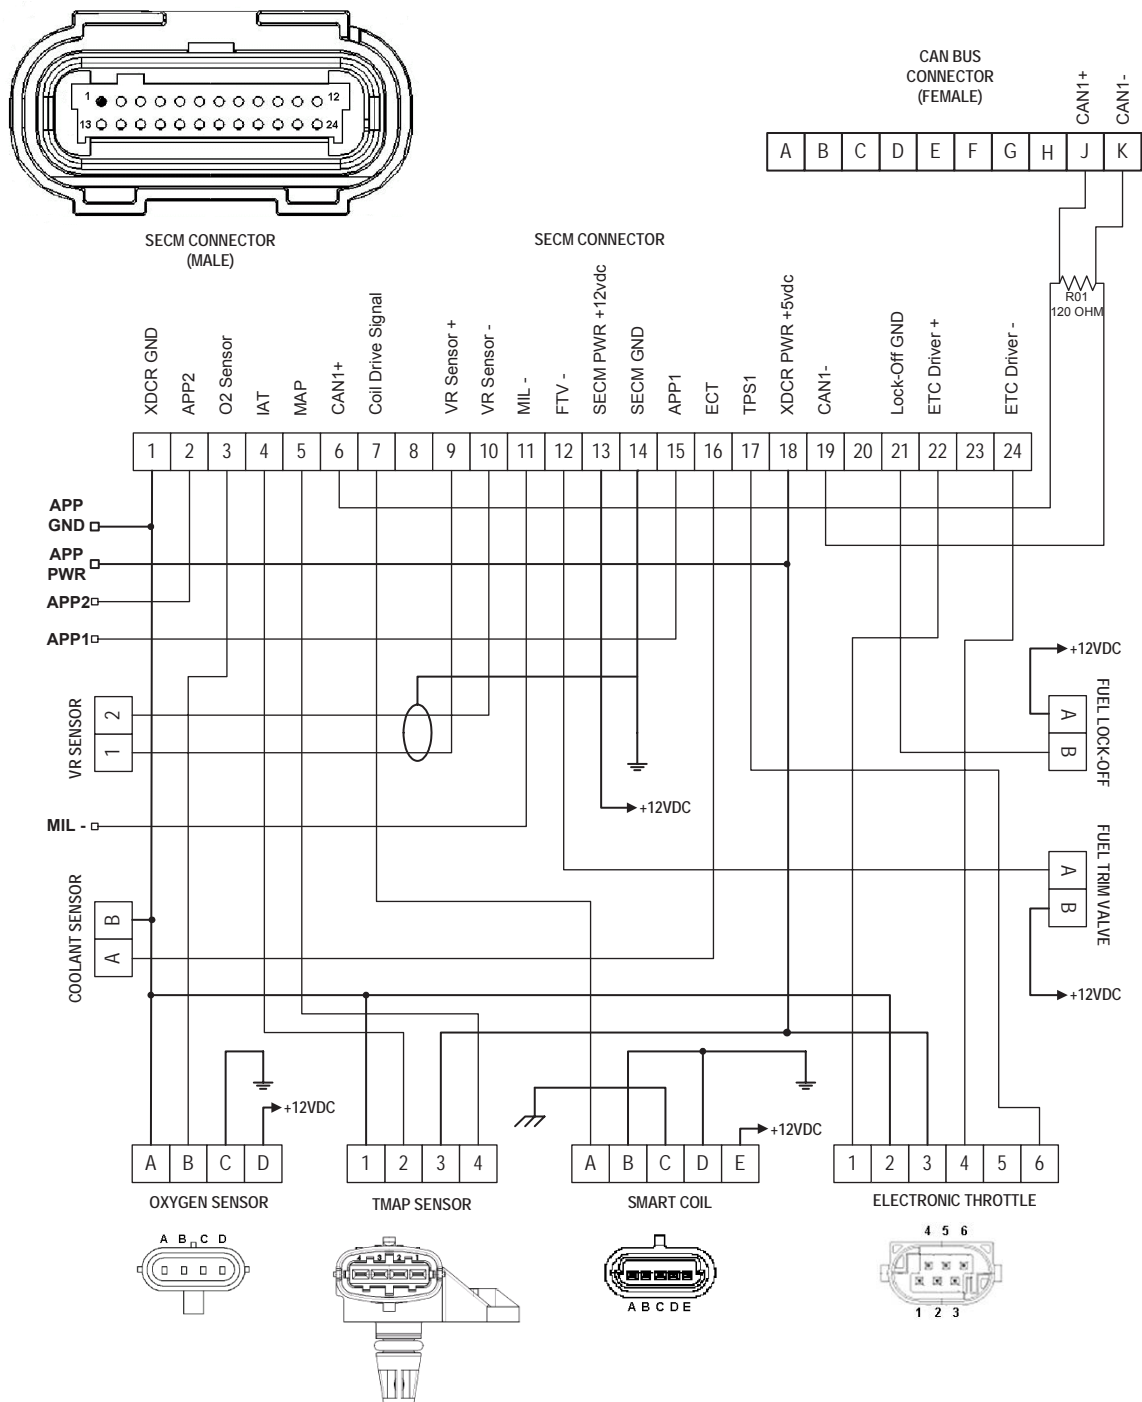 1
12
13
24
SECM CONNECTOR
(MALE)
CAN BUS
CONNECTOR
(FEMALE)
CAN1+
CAN1-
A B C D E F G H J K
R01
120 OHM
SECM CONNECTOR
XDCR GND
APP2
O2 Sensor
IAT
MAP
CAN1+
Coil Drive Signal
VR Sensor +
VR Sensor -
MIL -
FTV -
SECM PWR +12vdc
SECM GND
APP1
ECT
TPS1
XDCR PWR +5vdc
CAN1-
Lock-Off GND
ETC Driver +
ETC Driver -
1 2 3 4 5 6 7 8 9 10 11 12 13 14 15 16 17 18 19 20 21 22 23 24
APP
GND
APP
PWR
APP2
APP1
VR SENSOR
2
1
+12VDC
MIL -
COOLANT SENSOR
B
A
+12VDC
A
B
FUEL LOCK-OFF
A
B
FUEL TRIM VALVE
+12VDC
+12VDC
+12VDC
A B C D
OXYGEN SENSOR
A B C D
1 2 3 4
TMAP SENSOR
4 3 2 1
A B C D E
SMART COIL
A B C D E
1 2 3 4 5 6
ELECTRONIC THROTTLE
4 5 6
1 2 3